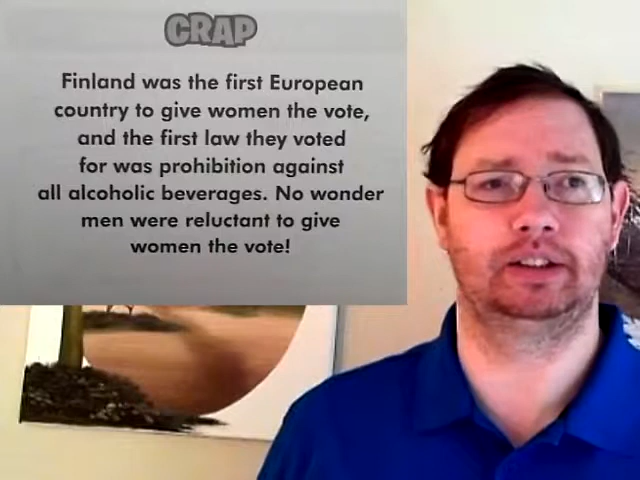 CRAP
Finland was the first European
country to give women the vote,
and the first law they voted
for was prohibition against
all alcoholic beverages. No wonder
men were reluctant to give
women the vote!